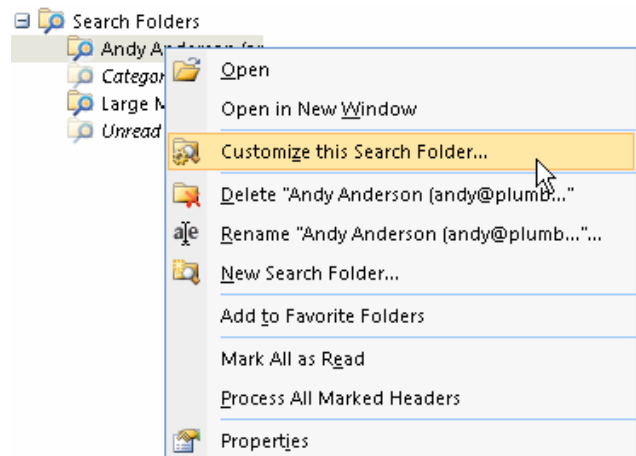 Search Folders
Andy Anderson (an
Categor
Large M
Unread
Open
Open in New Window
Customize this Search Folder...
Delete "Andy Anderson (andy@plumb..."
Rename "Andy Anderson (andy@plumb..."...
New Search Folder...
Add to Favorite Folders
Mark All as Read
Process All Marked Headers
Properties